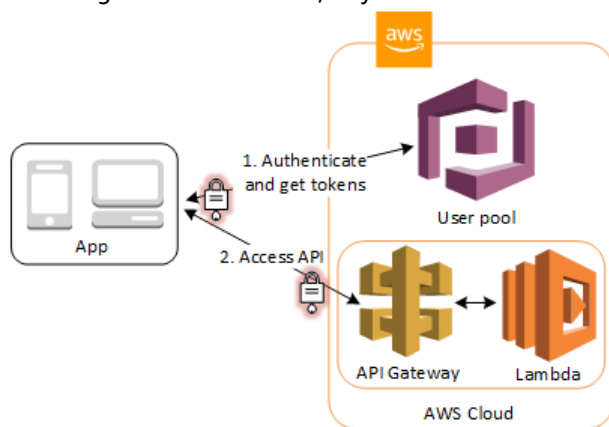 aws
1. Authenticate
and get tokens
User pool
App
2. Access API
API Gateway
Lambda
AWS Cloud